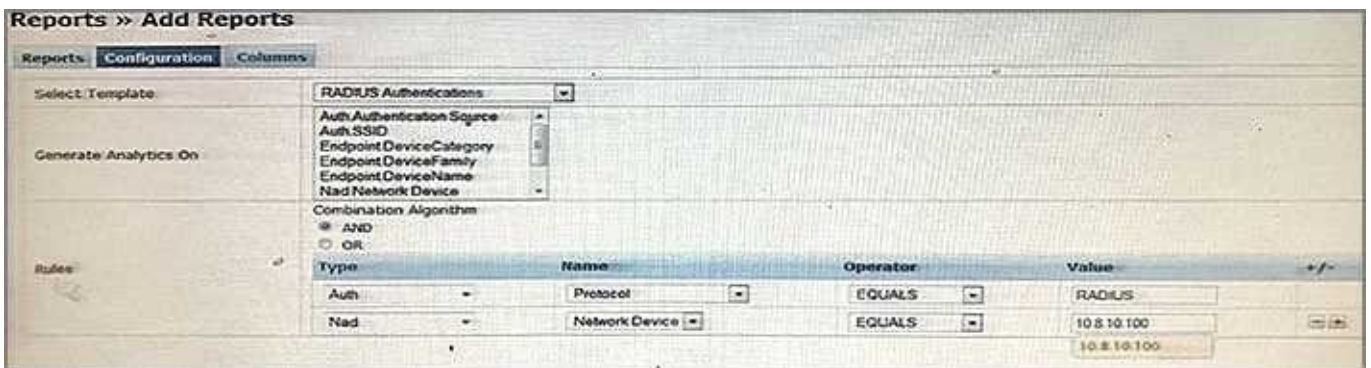 Reports » Add Reports
Reports Configuration Columns
Select Template RADIUS Authentications
Generate Analytics On
Auth.Authentication Source
Auth.SSID
Endpoint.DeviceCategory
Endpoint.DeviceFamily
Endpoint.DeviceName
Nad.Network Device
Rules
Combination Algorithm
AND
OR
Type Name Operator Value +/-
Auth Protocol EQUALS RADIUS
Nad Network Device EQUALS 10.8.10.100
10.8.10.100